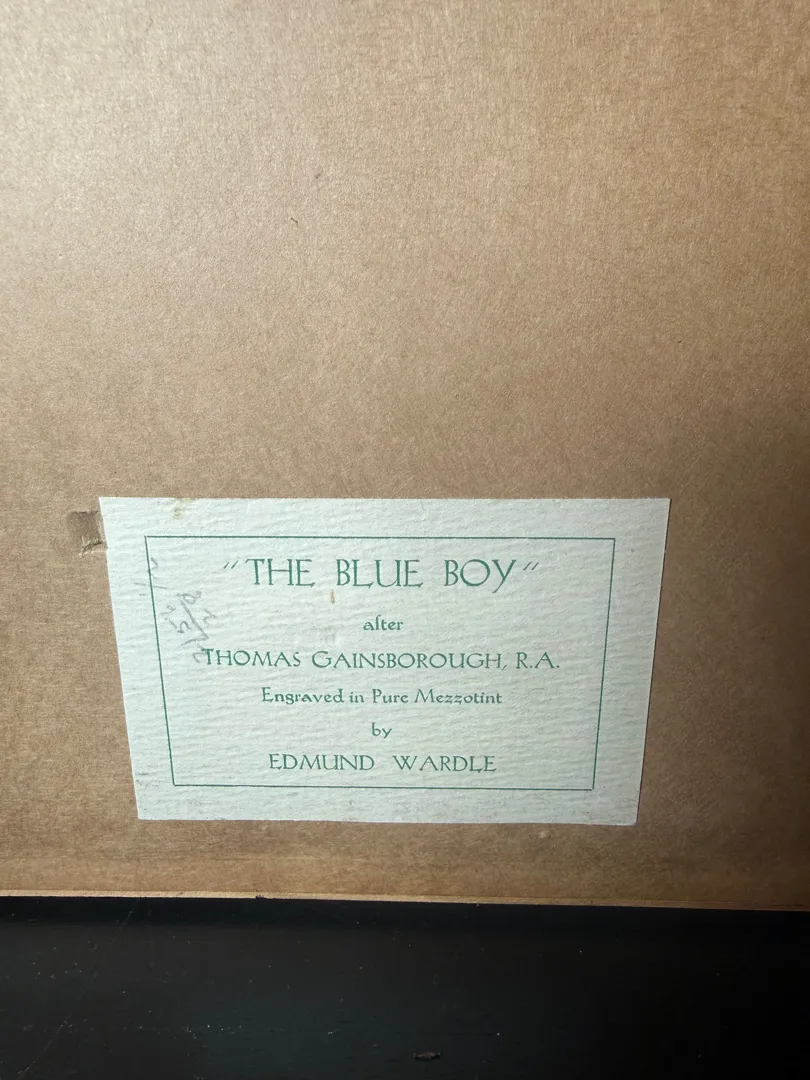 "THE BLUE BOY"
after
THOMAS GAINSBOROUGH, R.A.
Engraved in Pure Mezzotint
by
EDMUND WARDLE